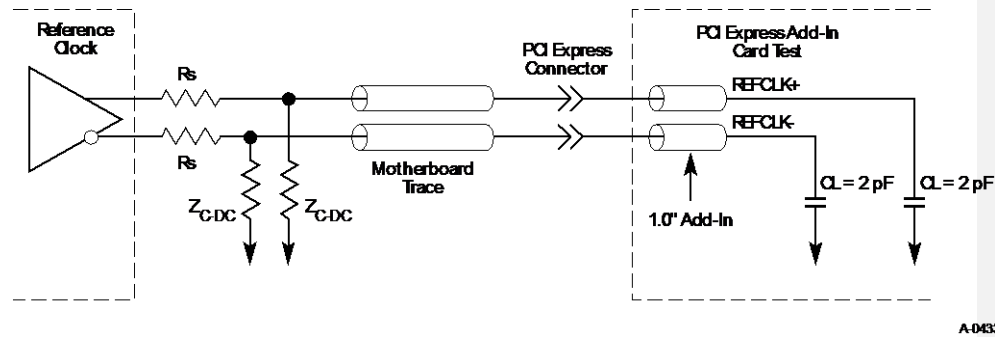 Reference
Clock
Rs
Rs
ZC-DC
ZC-DC
Motherboard
Trace
PCI Express
Connector
PCI Express Add-In
Card Test
REFCLK+
REFCLK-
1.0" Add-In
CL = 2 pF
CL = 2 pF
A-0433